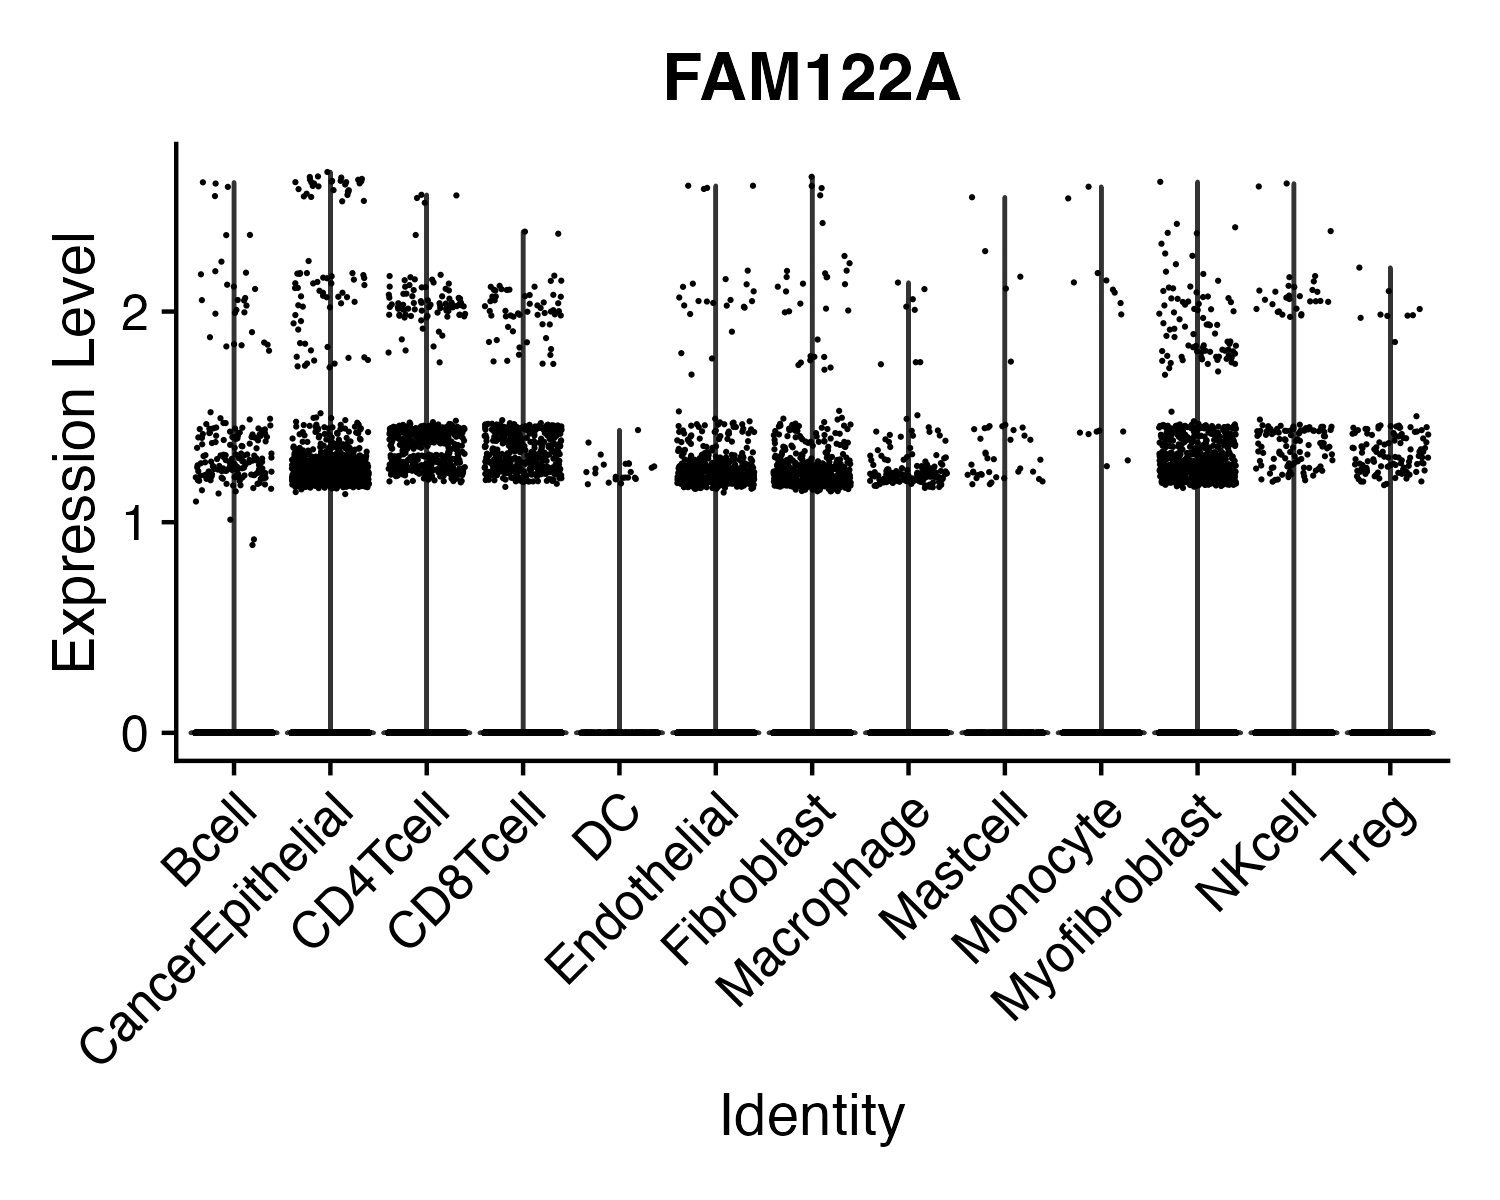 FAM122A
Expression Level
2
1
0
Bcell
CancerEpithelial
CD4Tcell
CD8Tcell
DC
Endothelial
Fibroblast
Macrophage
Mastcell
Monocyte
Myofibroblast
NKcell
Treg
Identity